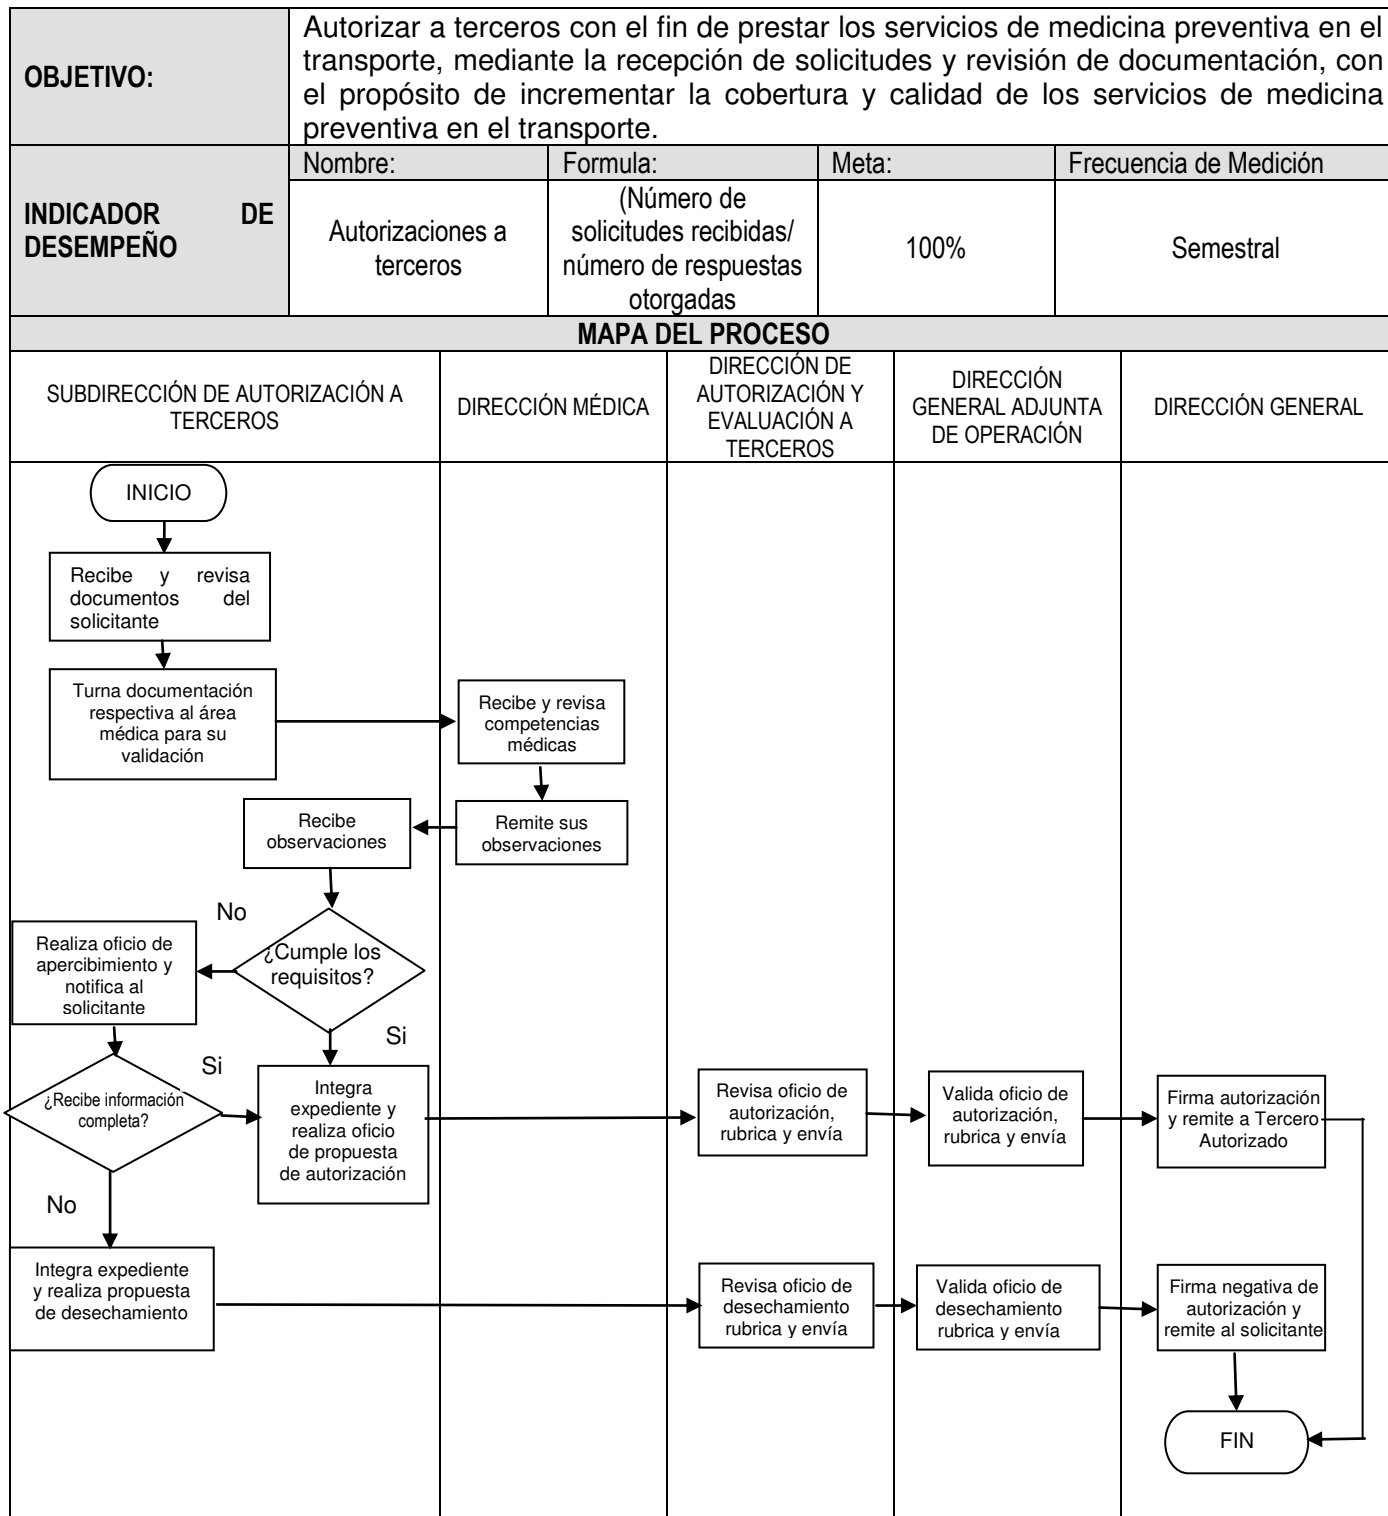 OBJETIVO:
Autorizar a terceros con el fin de prestar los servicios de medicina preventiva en el
transporte, mediante la recepción de solicitudes y revisión de documentación, con
el propósito de incrementar la cobertura y calidad de los servicios de medicina
preventiva en el transporte.
INDICADOR DE
DESEMPEÑO
Nombre:
Formula:
Meta:
Frecuencia de Medición
Autorizaciones a
terceros
(Número de
solicitudes recibidas/
número de respuestas
otorgadas
100%
Semestral
MAPA DEL PROCESO
SUBDIRECCIÓN DE AUTORIZACIÓN A
TERCEROS
DIRECCIÓN MÉDICA
DIRECCIÓN DE
AUTORIZACIÓN Y
EVALUACIÓN A
TERCEROS
DIRECCIÓN
GENERAL ADJUNTA
DE OPERACIÓN
DIRECCIÓN GENERAL
INICIO
Recibe y revisa
documentos del
solicitante
Turna documentación
respectiva al área
médica para su
validación
Recibe y revisa
competencias
médicas
Remite sus
observaciones
Recibe
observaciones
¿Cumple los
requisitos?
No
Realiza oficio de
apercibimiento y
notifica al
solicitante
Si
¿Recibe información
completa?
Si
Integra
expediente y
realiza oficio
de propuesta
de autorización
Revisa oficio de
autorización,
rubrica y envía
Valida oficio de
autorización,
rubrica y envía
Firma autorización
y remite a Tercero
Autorizado
No
Integra expediente
y realiza propuesta
de desechamiento
Revisa oficio de
desechamiento
rubrica y envía
Valida oficio de
desechamiento
rubrica y envía
Firma negativa de
autorización y
remite al solicitante
FIN